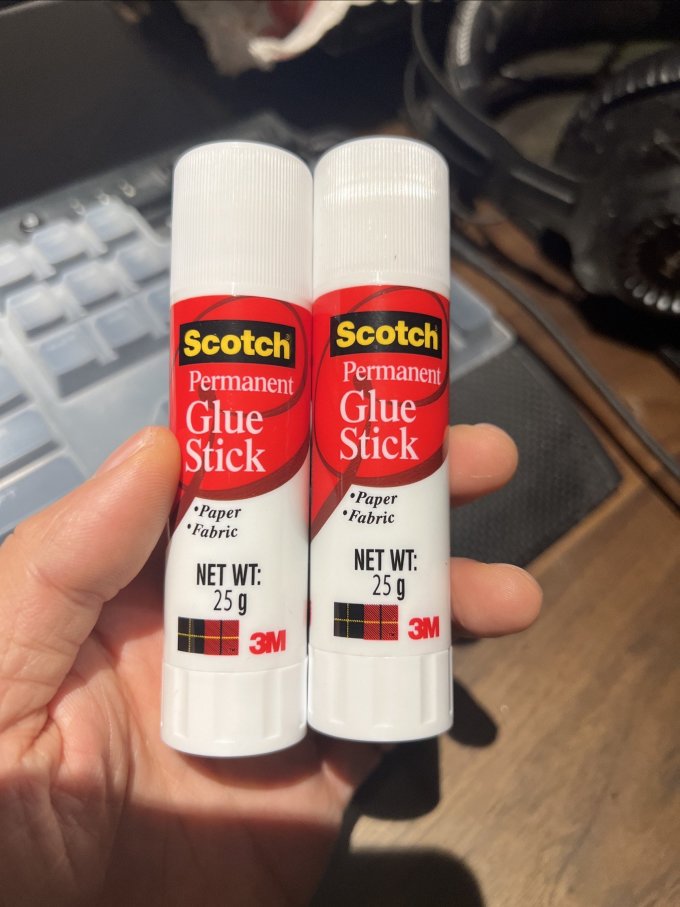 Scotch
Permanent
Glue
Stick
•Paper
•Fabric
NET WT:
25 g
3M
Scotch
Permanent
Glue
Stick
•Paper
•Fabric
NET WT:
25 g
3M